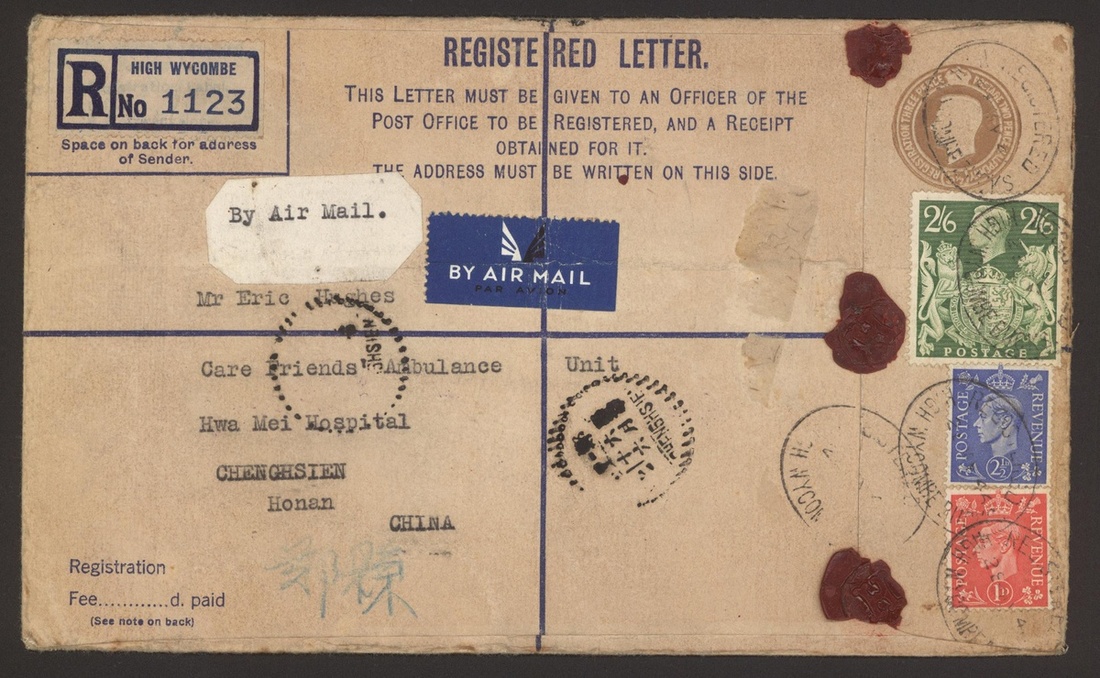 REGISTERED LETTER.
THIS LETTER MUST BE GIVEN TO AN OFFICER OF THE
POST OFFICE TO BE REGISTERED, AND A RECEIPT
OBTAINED FOR IT.
THE ADDRESS MUST BE WRITTEN ON THIS SIDE.
R
HIGH WYCOMBE
No 1123
Space on back for address
of Sender.
By Air Mail.
BY AIR MAIL
PAR AVION
Mr Eric Hughes
Care Friends' Ambulance Unit
Hwa Mei Hospital
CHENGHSIEN
Honan
CHINA
Registration
Fee............d. paid
(See note on back)
2/6 2/6
POSTAGE
POSTAGE REVENUE
2½D
POSTAGE REVENUE
1D
REGISTERED
CHENGHSIEN
鄭縣